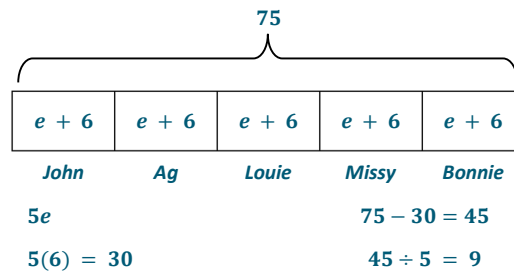 75
e + 6 e + 6 e + 6 e + 6 e + 6
John Ag Louie Missy Bonnie
5e 75 − 30 = 45
5(6) = 30 45 ÷ 5 = 9